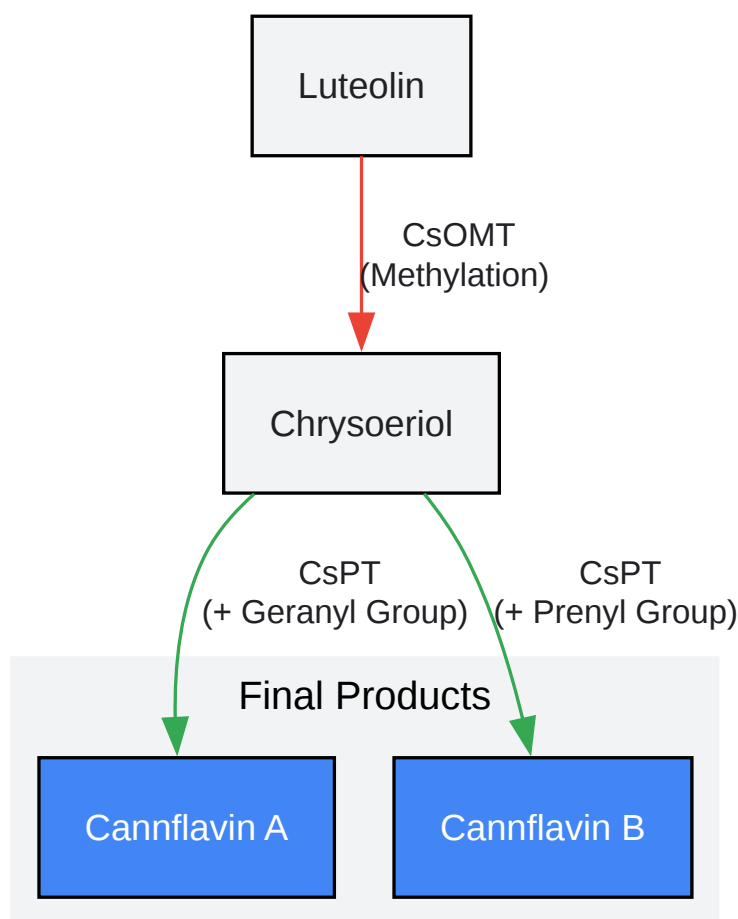 Luteolin
CsOMT
(Methylation)
Chrysoeriol
CsPT
(+ Geranyl Group)
CsPT
(+ Prenyl Group)
Final Products
Cannflavin A
Cannflavin B